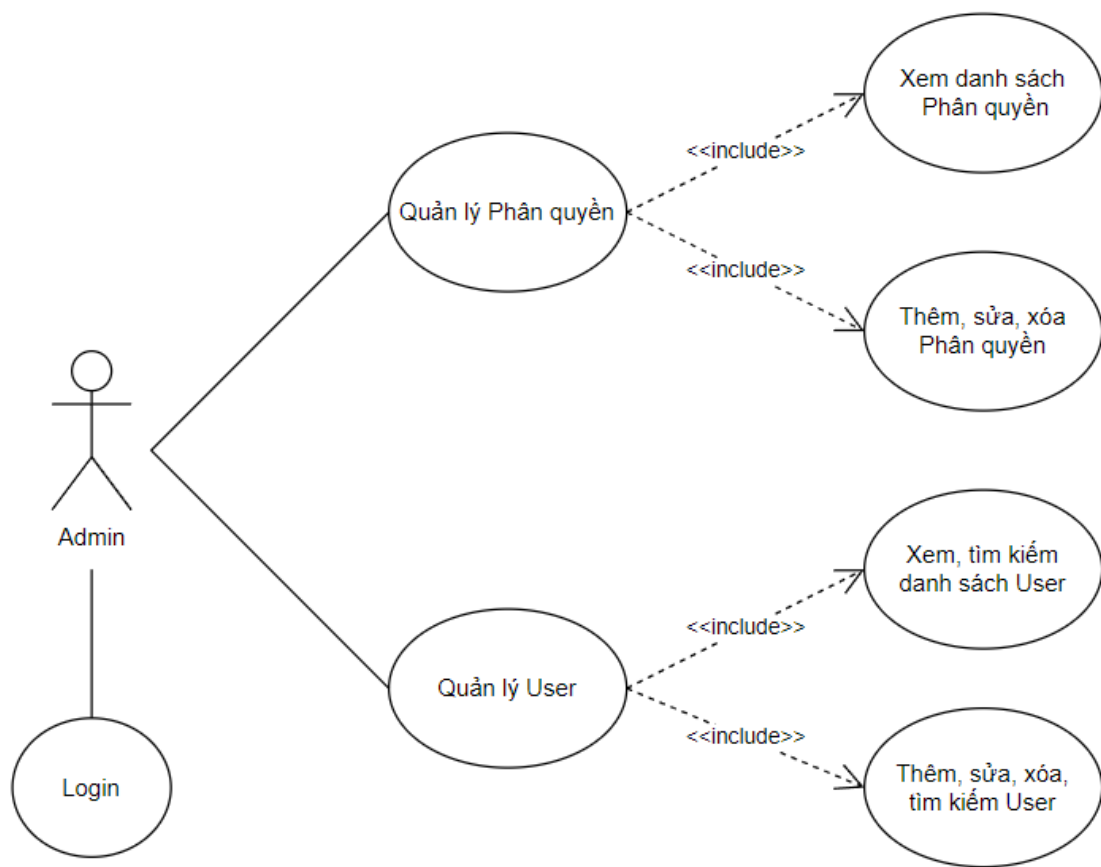 Xem danh sách
Phân quyền
<<include>>
Quản lý Phân quyền
<<include>>
Thêm, sửa, xóa
Phân quyền
Admin
Xem, tìm kiếm
danh sách User
<<include>>
Quản lý User
<<include>>
Thêm, sửa, xóa,
tìm kiếm User
Login